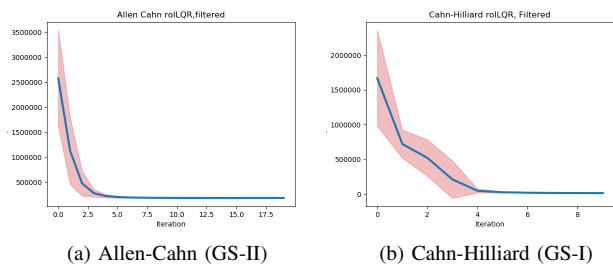 Allen Cahn roILQR,filtered
3500000
3000000
2500000
2000000
1500000
1000000
500000
0.0 2.5 5.0 7.5 10.0 12.5 15.0 17.5
Iteration
(a) Allen-Cahn (GS-II)
Cahn-Hilliard roILQR, Filtered
2000000
1500000
1000000
500000
0
0 2 4 6 8
Iteration
(b) Cahn-Hilliard (GS-I)